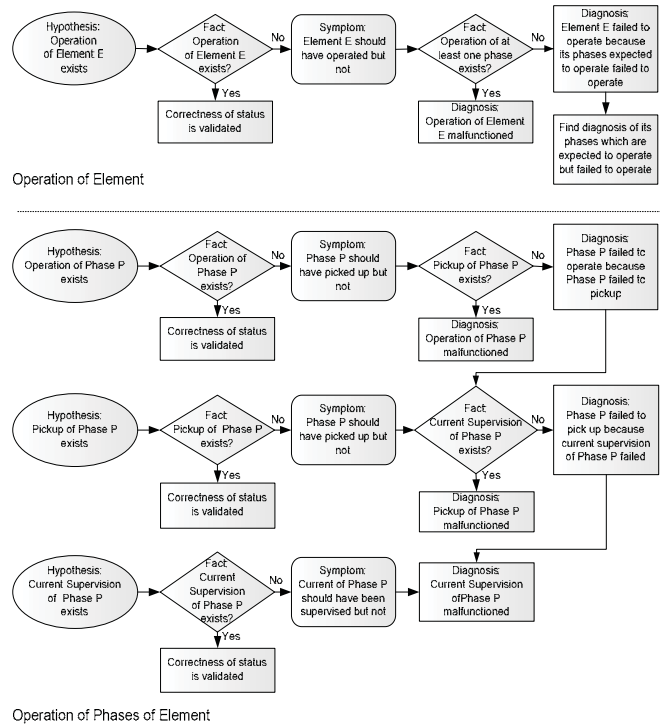 Hypothesis:
Operation
of Element E
exists
Fact:
Operation
of Element E
exists?
No
Symptom:
Element E should
have operated but
not
Fact:
Operation of at
least one phase
exists?
No
Diagnosis:
Element E failed to
operate because
its phases expected
to operate failed to
operate
Yes
Correctness of status
is validated
Yes
Diagnosis:
Operation of Element
E malfunctioned
Find diagnosis of its
phases which are
expected to operate
but failed to operate
Operation of Element
Hypothesis:
Operation of Phase P
exists
Fact:
Operation of
Phase P
exists?
No
Symptom:
Phase P should
have picked up but
not
Fact:
Pickup of Phase P
exists?
No
Diagnosis:
Phase P failed to
operate because
Phase P failed to
pickup
Yes
Correctness of status
is validated
Yes
Diagnosis:
Operation of Phase P
malfunctioned
Hypothesis:
Pickup of Phase P
exists
Fact:
Pickup of Phase P
exists?
No
Symptom:
Phase P should
have picked up but
not
Fact:
Current Supervision
of Phase P
exists?
No
Diagnosis:
Phase P failed to
pick up because
current supervision
of Phase P failed
Yes
Correctness of status
is validated
Yes
Diagnosis:
Pickup of Phase P
malfunctioned
Hypothesis:
Current Supervision
of Phase P
exists
Fact:
Current
Supervision
of Phase P
exists?
No
Symptom:
Current of Phase P
should have been
supervised but not
Diagnosis:
Current Supervision
ofPhase P
malfunctioned
Yes
Correctness of status
is validated
Operation of Phases of Element